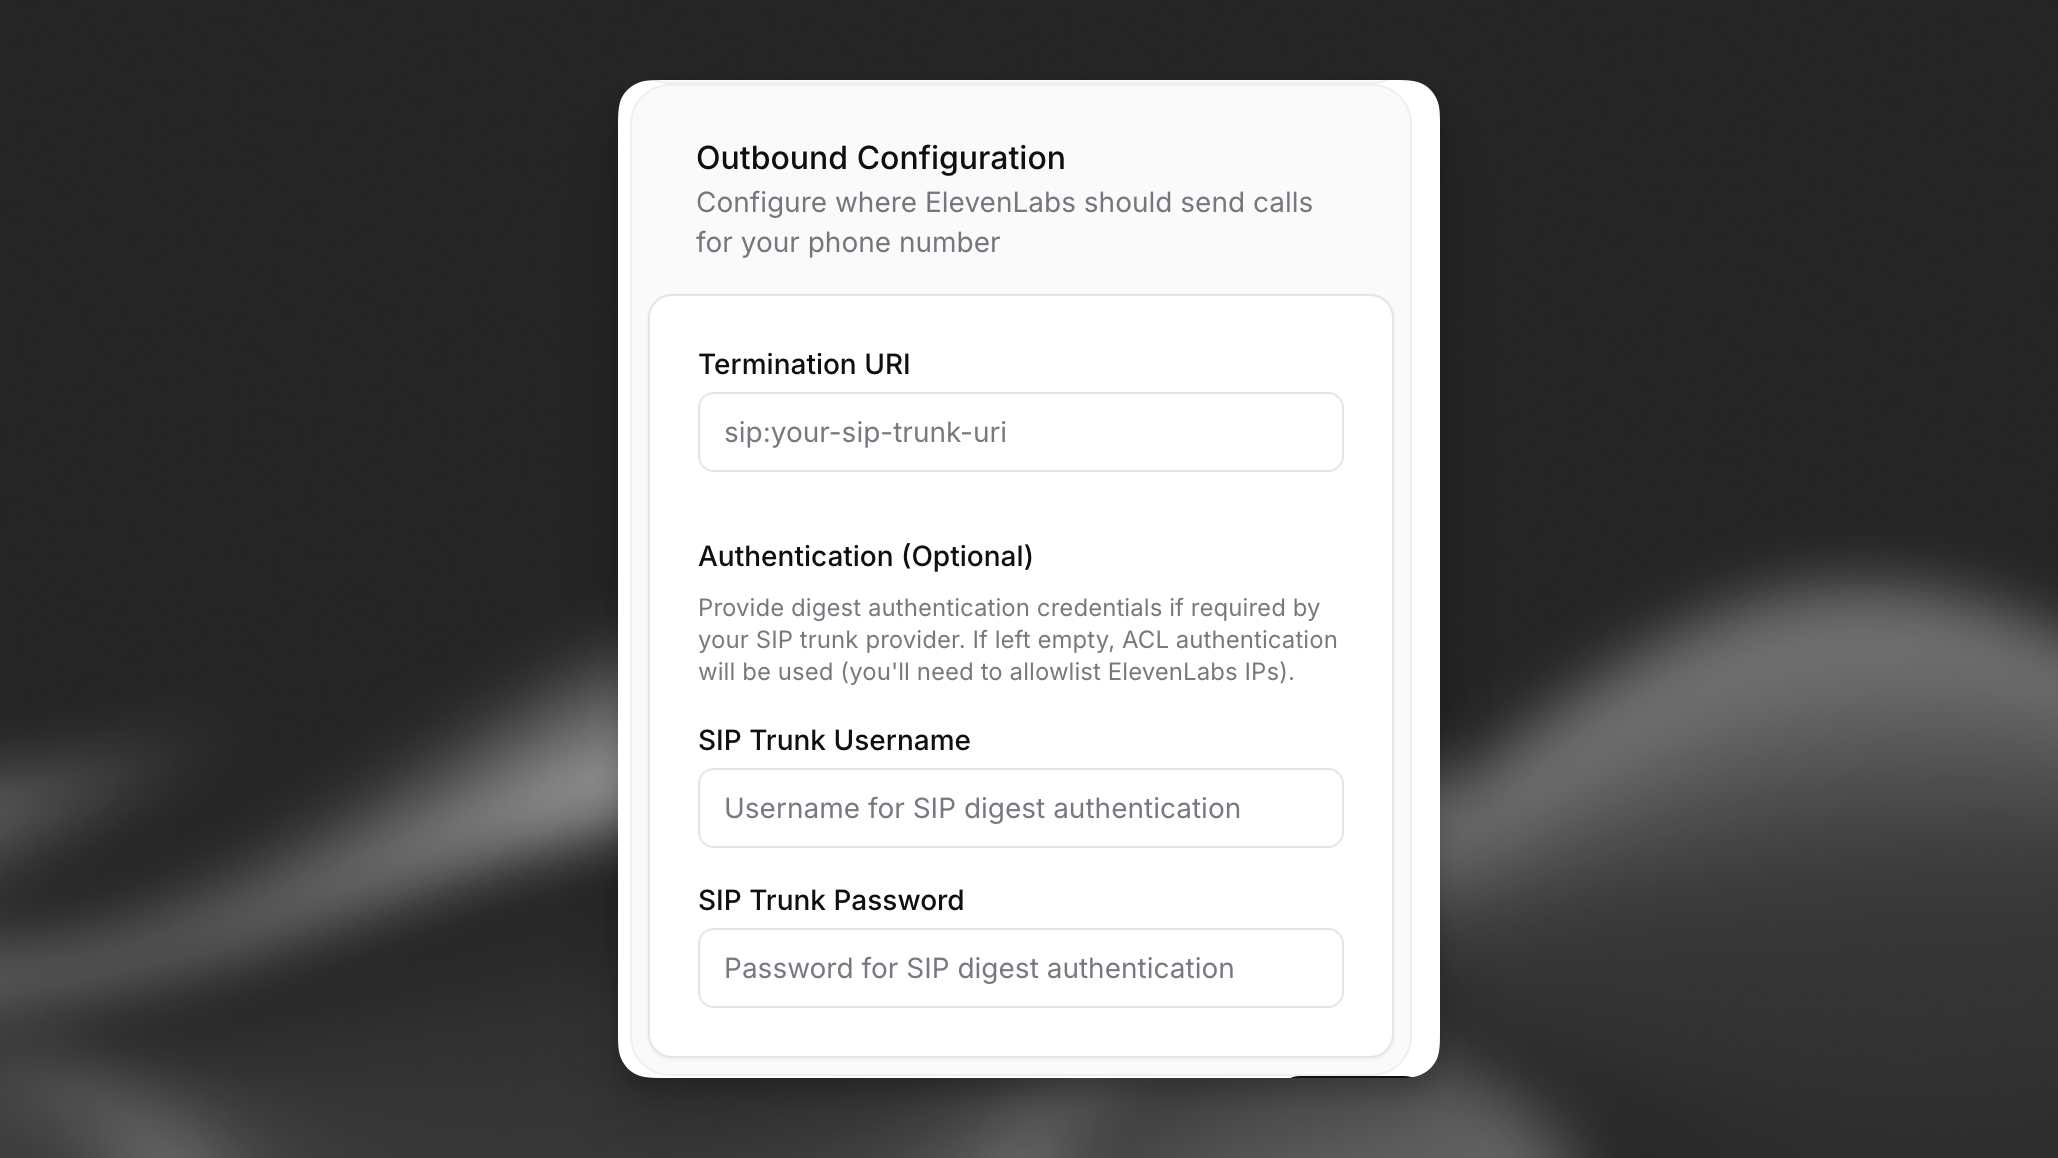 Outbound Configuration
Configure where ElevenLabs should send calls
for your phone number
Termination URI
sip:your-sip-trunk-uri
Authentication (Optional)
Provide digest authentication credentials if required by
your SIP trunk provider. If left empty, ACL authentication
will be used (you'll need to allowlist ElevenLabs IPs).
SIP Trunk Username
Username for SIP digest authentication
SIP Trunk Password
Password for SIP digest authentication